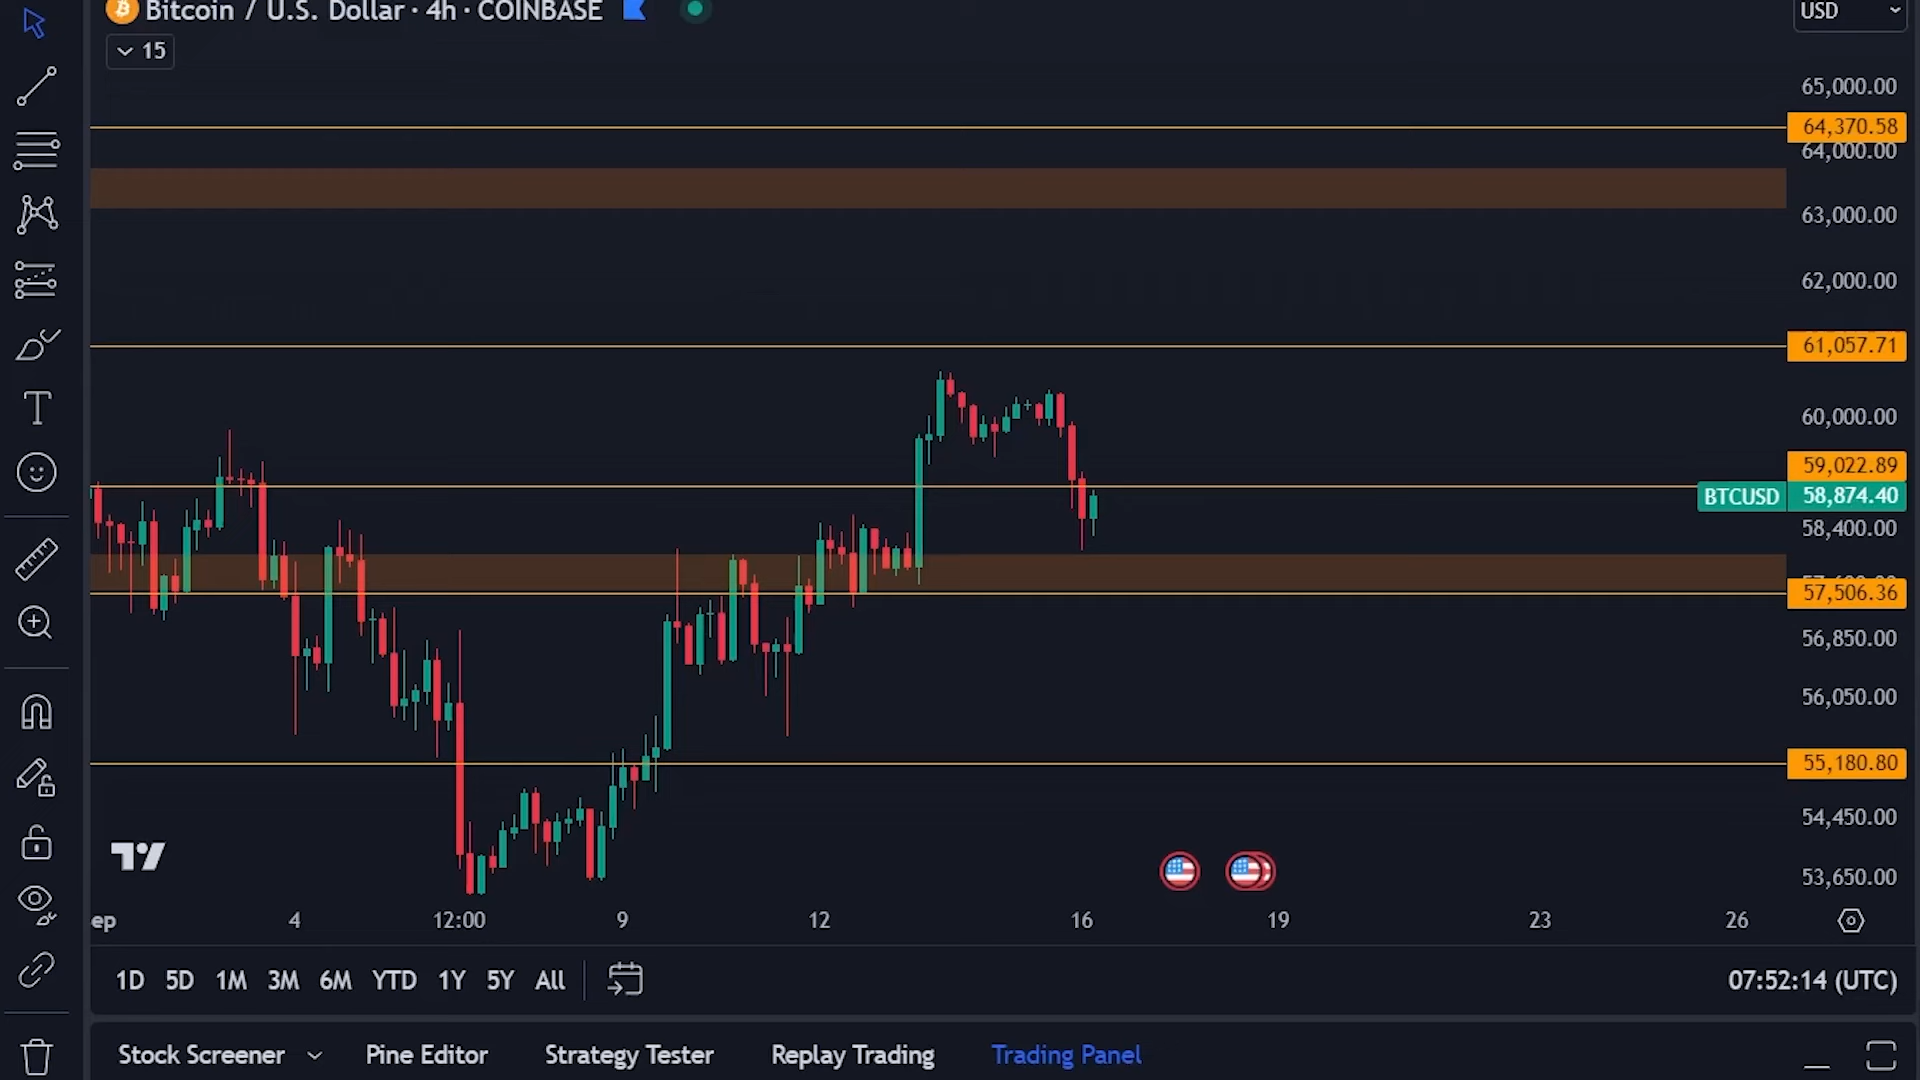 Bitcoin / U.S. Dollar · 4h · COINBASE
USD
15
65,000.00
64,370.58
64,000.00
63,000.00
62,000.00
61,057.71
60,000.00
59,022.89
BTCUSD 58,874.40
58,400.00
57,506.36
56,850.00
56,050.00
55,180.80
54,450.00
53,650.00
ep 4 12:00 9 12 16 19 23 26
1D 5D 1M 3M 6M YTD 1Y 5Y All
07:52:14 (UTC)
Stock Screener Pine Editor Strategy Tester Replay Trading Trading Panel